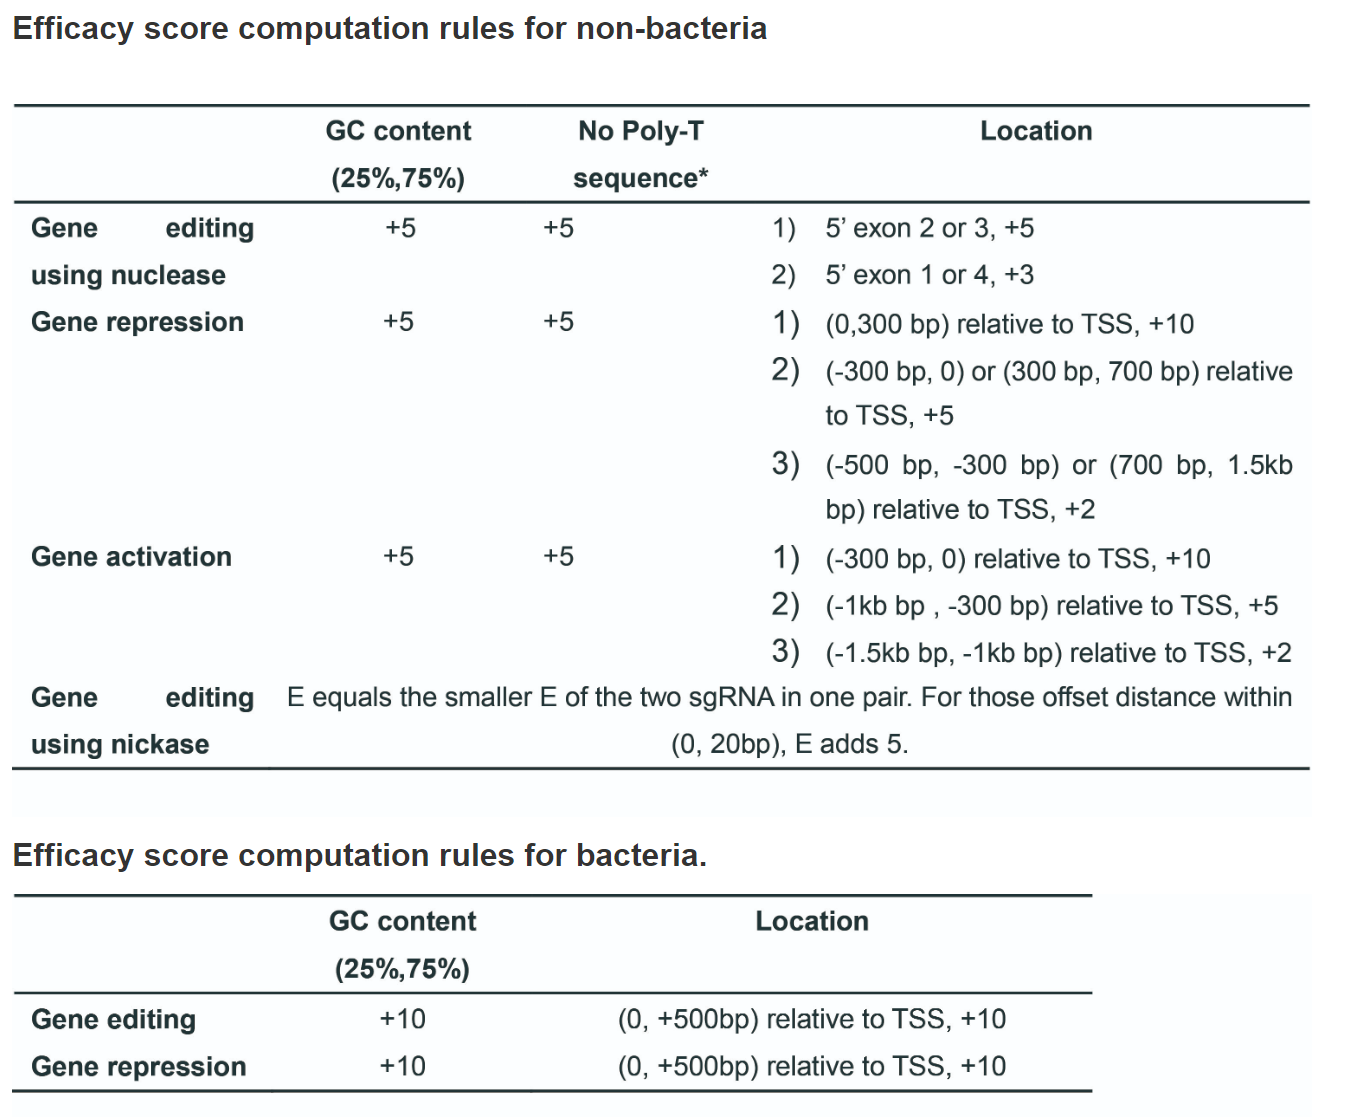 Efficacy score computation rules for non-bacteria
GC content No Poly-T Location
(25%,75%) sequence*
Gene editing +5 +5 1) 5’ exon 2 or 3, +5
using nuclease 2) 5’ exon 1 or 4, +3
Gene repression +5 +5 1) (0,300 bp) relative to TSS, +10
2) (-300 bp, 0) or (300 bp, 700 bp) relative
to TSS, +5
3) (-500 bp, -300 bp) or (700 bp, 1.5kb
bp) relative to TSS, +2
Gene activation +5 +5 1) (-300 bp, 0) relative to TSS, +10
2) (-1kb bp , -300 bp) relative to TSS, +5
3) (-1.5kb bp, -1kb bp) relative to TSS, +2
Gene editing E equals the smaller E of the two sgRNA in one pair. For those offset distance within
using nickase (0, 20bp), E adds 5.
Efficacy score computation rules for bacteria.
GC content Location
(25%,75%)
Gene editing +10 (0, +500bp) relative to TSS, +10
Gene repression +10 (0, +500bp) relative to TSS, +10